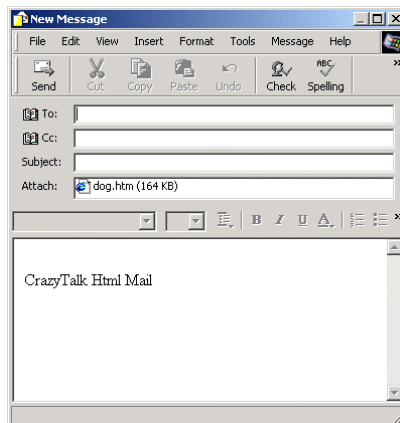 New Message
File Edit View Insert Format Tools Message Help
Send Cut Copy Paste Undo Check ABC Spelling
To:
Cc:
Subject:
Attach: dog.htm (164 KB)
B I U A
CrazyTalk Html Mail